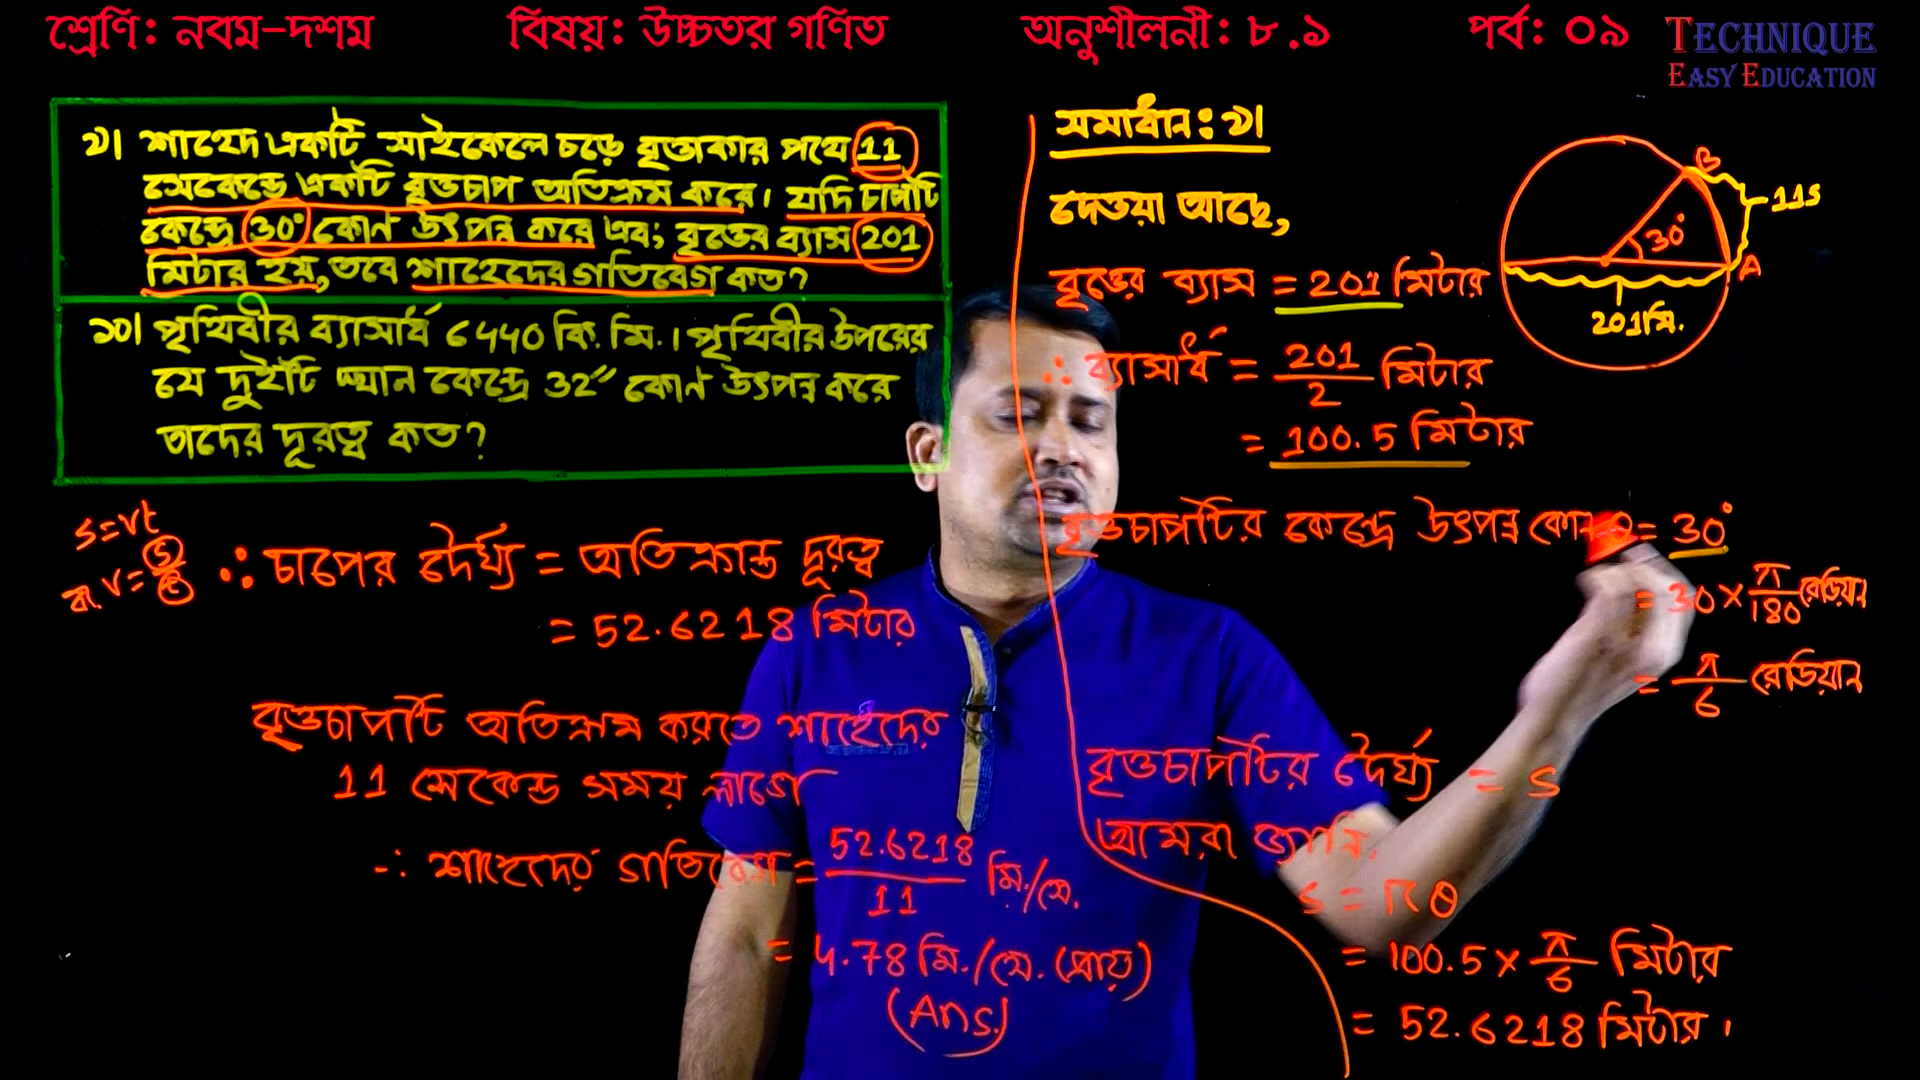 শ্রেণি: নবম-দশম বিষয়: উচ্চতর গণিত অনুশীলনী: ৮.১ পর্ব: ০৯
TECHNIQUE
EASY EDUCATION
৯। শাহেদ একটি সাইকেলে চড়ে বৃত্তাকার পথে 11
সেকেন্ডে একটি বৃত্তচাপ অতিক্রম করে। যদি চাপটি
কেন্দ্রে 30° কোণ উৎপন্ন করে এবং বৃত্তের ব্যাস 201
মিটার হয়, তবে শাহেদের গতিবেগ কত?
১০। পৃথিবীর ব্যাসার্ধ 6440 কি. মি.। পৃথিবীর উপরের
যে দুইটি স্থান কেন্দ্রে 32″ কোণ উৎপন্ন করে
তাদের দূরত্ব কত?
s=vt
বা, v=
∴ চাপের দৈর্ঘ্য = অতিক্রান্ত দূরত্ব
= 52.6218 মিটার
বৃত্তচাপটি অতিক্রম করতে শাহেদের
11 সেকেন্ড সময় লাগে
∴ শাহেদের গতিবেগ = 52.6218/11 মি./সে.
= 4.78 মি./সে. (প্রায়)
(Ans.)
সমাধান: ৯।
দেওয়া আছে,
বৃত্তের ব্যাস = 201 মিটার
∴ ব্যাসার্ধ = 201/2 মিটার
= 100.5 মিটার
বৃত্তচাপটির কেন্দ্রে উৎপন্ন কোণ θ = 30°
= 30 × π/180 রেডিয়ান
= π/6 রেডিয়ান
বৃত্তচাপটির দৈর্ঘ্য = s
আমরা জানি,
s = rθ
= 100.5 × π/6 মিটার
= 52.6218 মিটার।
B
11s
30°
A
201মি.